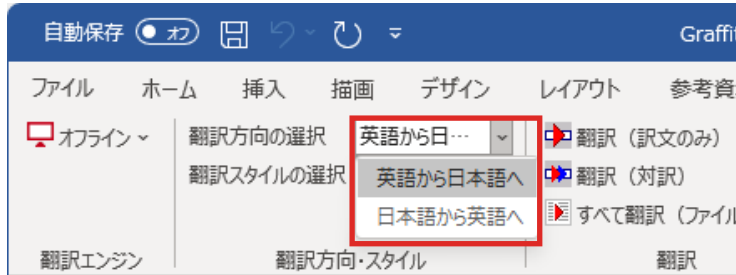 自動保存 オフ Graffi
ファイル ホーム 挿入 描画 デザイン レイアウト 参考資
オフライン 翻訳方向の選択 英語から日… 翻訳（訳文のみ）
翻訳スタイルの選択 英語から日本語へ 翻訳（対訳）
日本語から英語へ すべて翻訳（ファイル
翻訳エンジン 翻訳方向・スタイル 翻訳